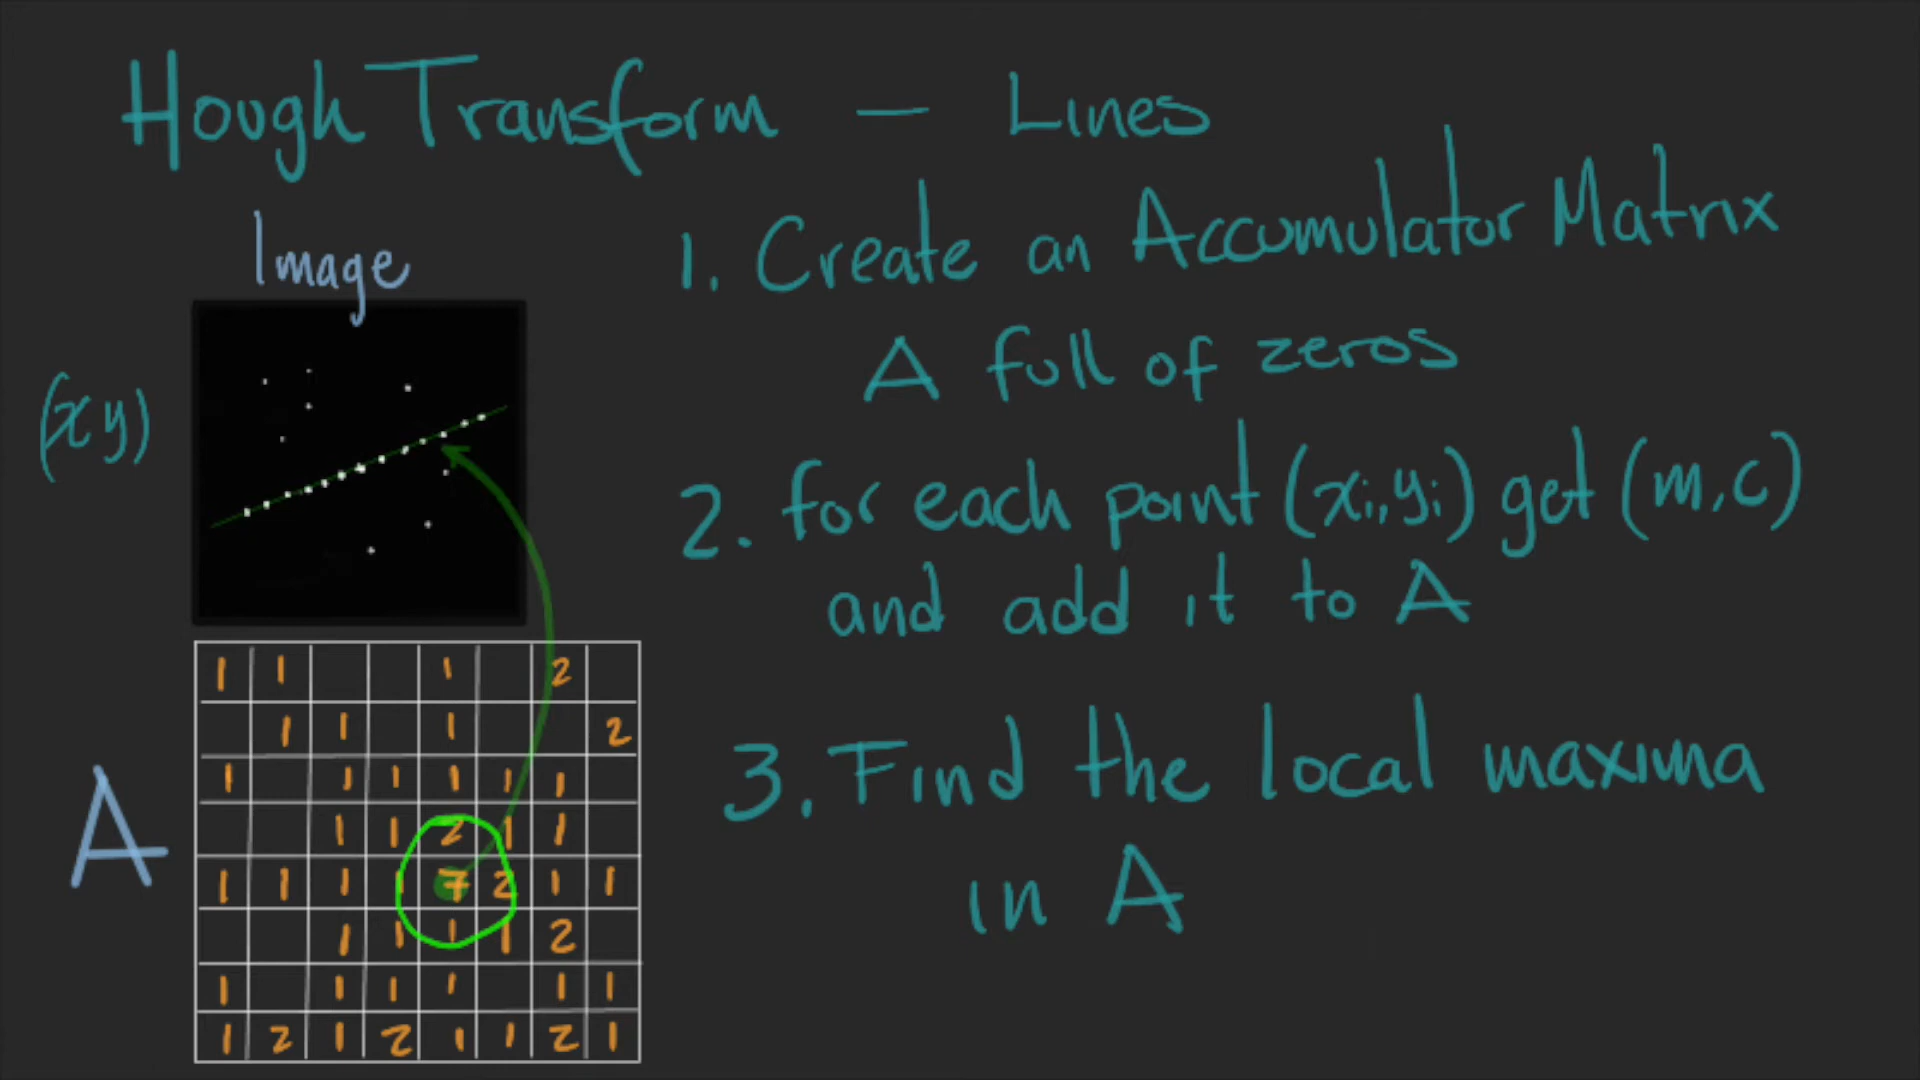 Hough Transform — Lines
Image
(x y)
1. Create an Accumulator Matrix
A full of zeros
2. for each point (xi, yi) get (m, c)
and add it to A
3. Find the local maxima
in A
A
1 1 1 2
1 1 1 2
1 1 1 1 1 1
1 1 2 1 1
1 1 1 1 7 2 1 1
1 1 1 1 2
1 1 1 1 1 1
1 2 1 2 1 1 2 1